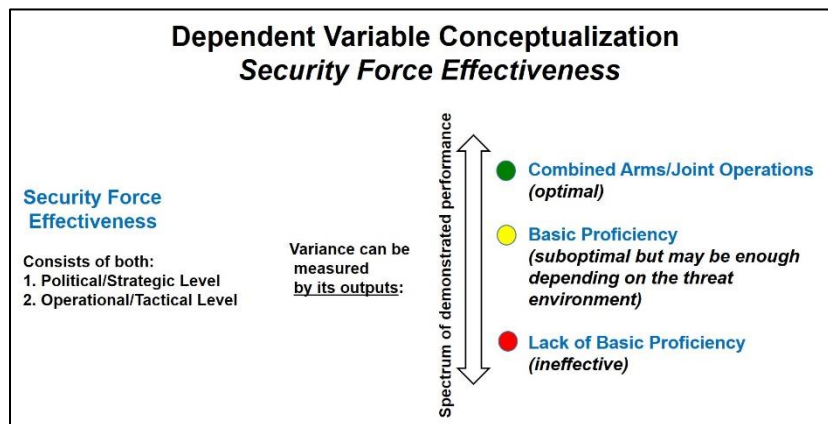 Dependent Variable Conceptualization
Security Force Effectiveness
Security Force
Effectiveness
Consists of both:
1. Political/Strategic Level
2. Operational/Tactical Level
Variance can be
measured
by its outputs:
Spectrum of demonstrated performance
Combined Arms/Joint Operations
(optimal)
Basic Proficiency
(suboptimal but may be enough
depending on the threat
environment)
Lack of Basic Proficiency
(ineffective)